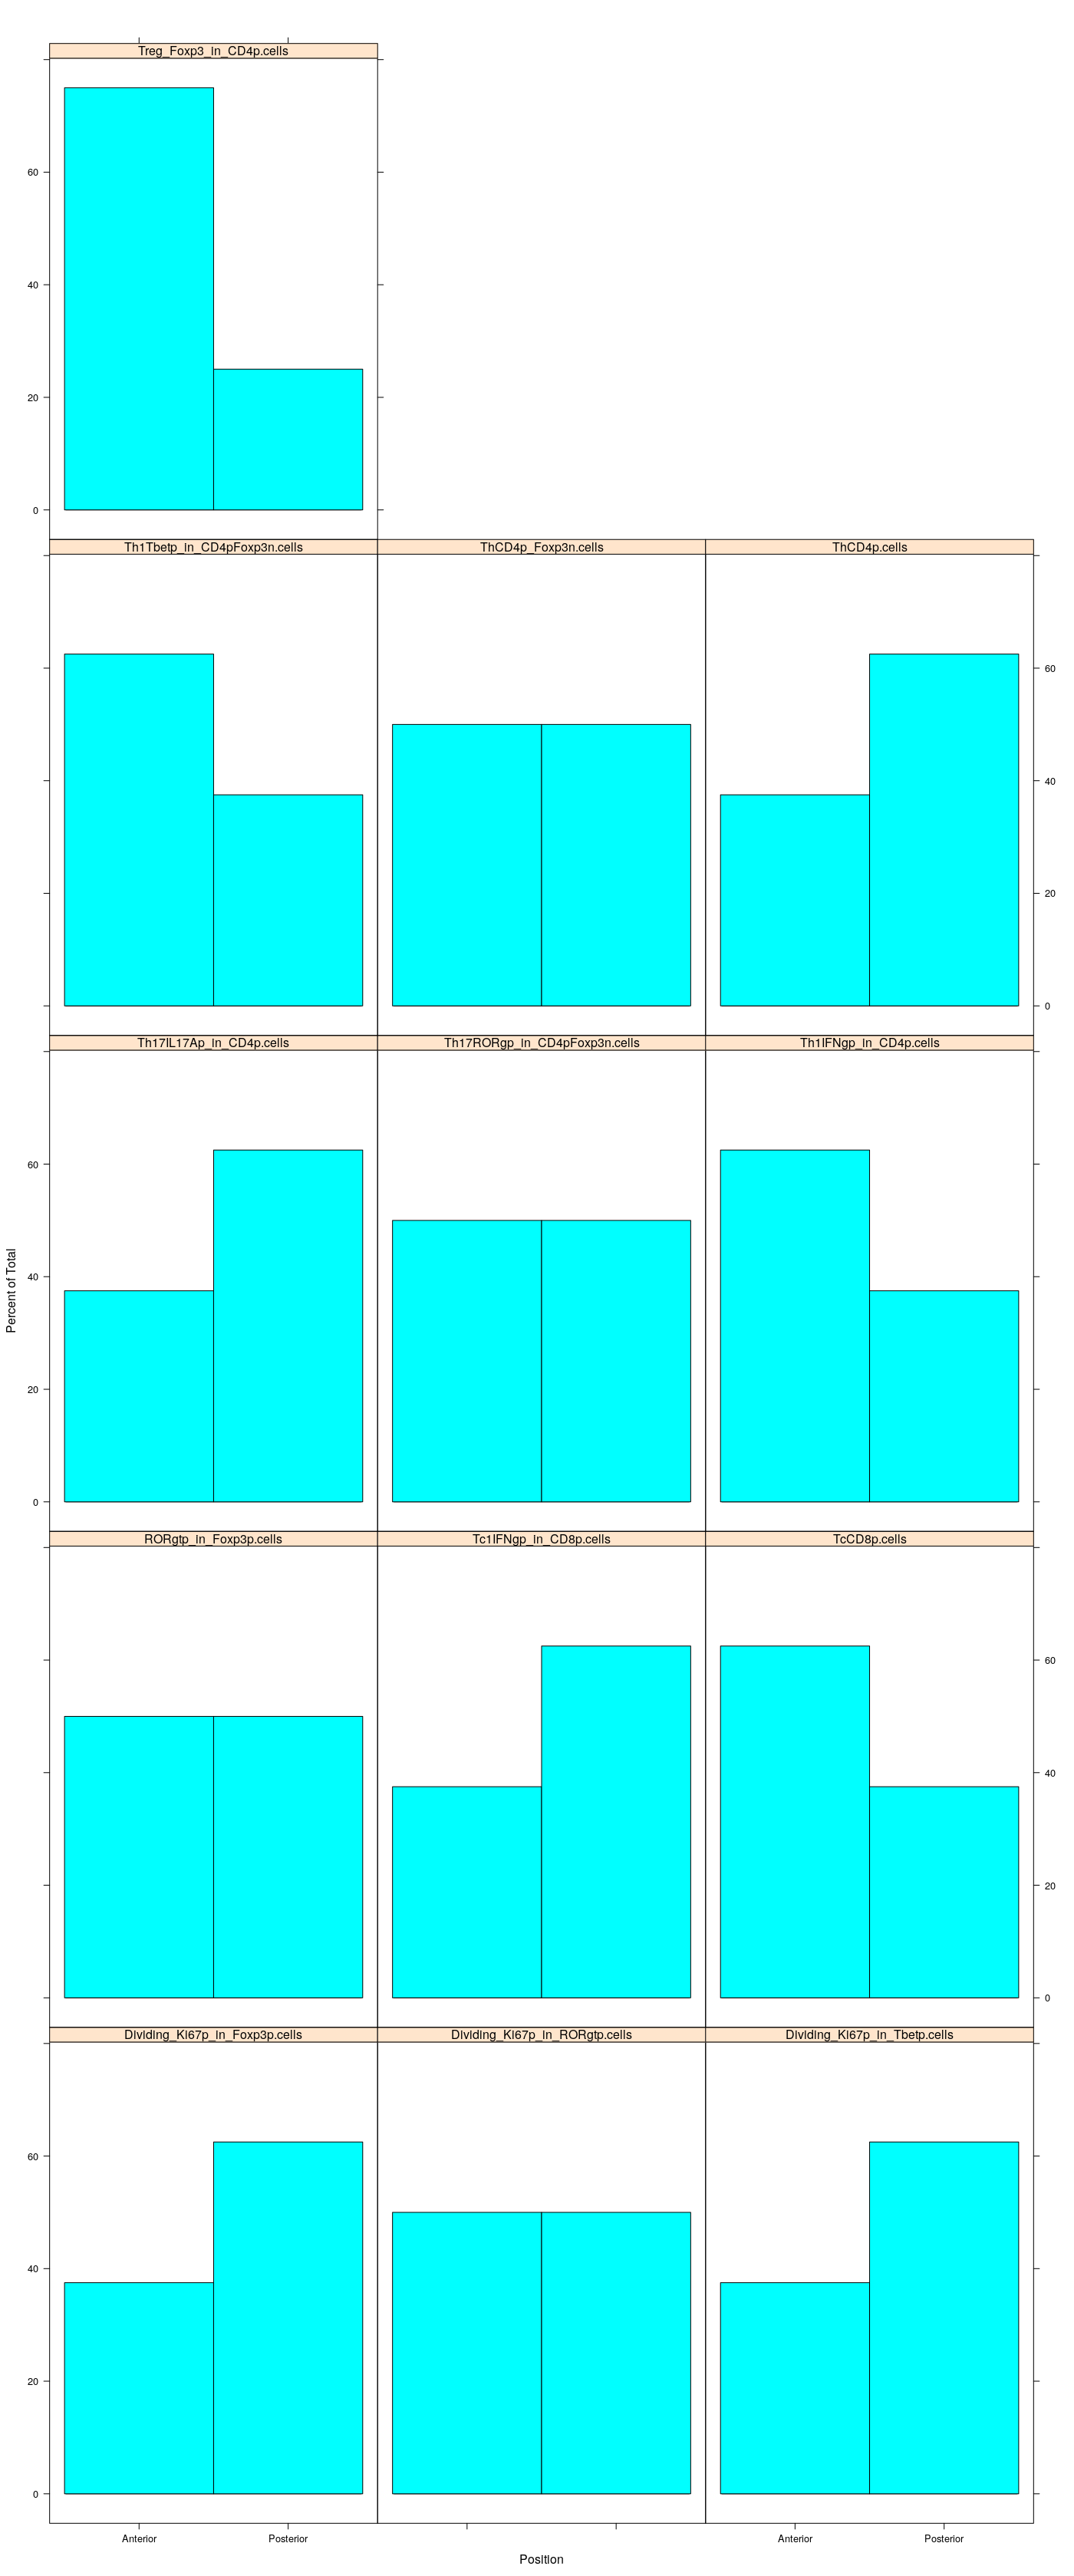 Treg_Foxp3_in_CD4p.cells
60
40
20
0
Th1Tbetp_in_CD4pFoxp3n.cells
ThCD4p_Foxp3n.cells
ThCD4p.cells
60
40
20
0
Th17IL17Ap_in_CD4p.cells
Th17RORgp_in_CD4pFoxp3n.cells
Th1IFNgp_in_CD4p.cells
60
40
20
0
Percent of Total
RORgtp_in_Foxp3p.cells
Tc1IFNgp_in_CD8p.cells
TcCD8p.cells
60
40
20
0
Dividing_Ki67p_in_Foxp3p.cells
Dividing_Ki67p_in_RORgtp.cells
Dividing_Ki67p_in_Tbetp.cells
60
40
20
0
Anterior
Posterior
Anterior
Posterior
Position